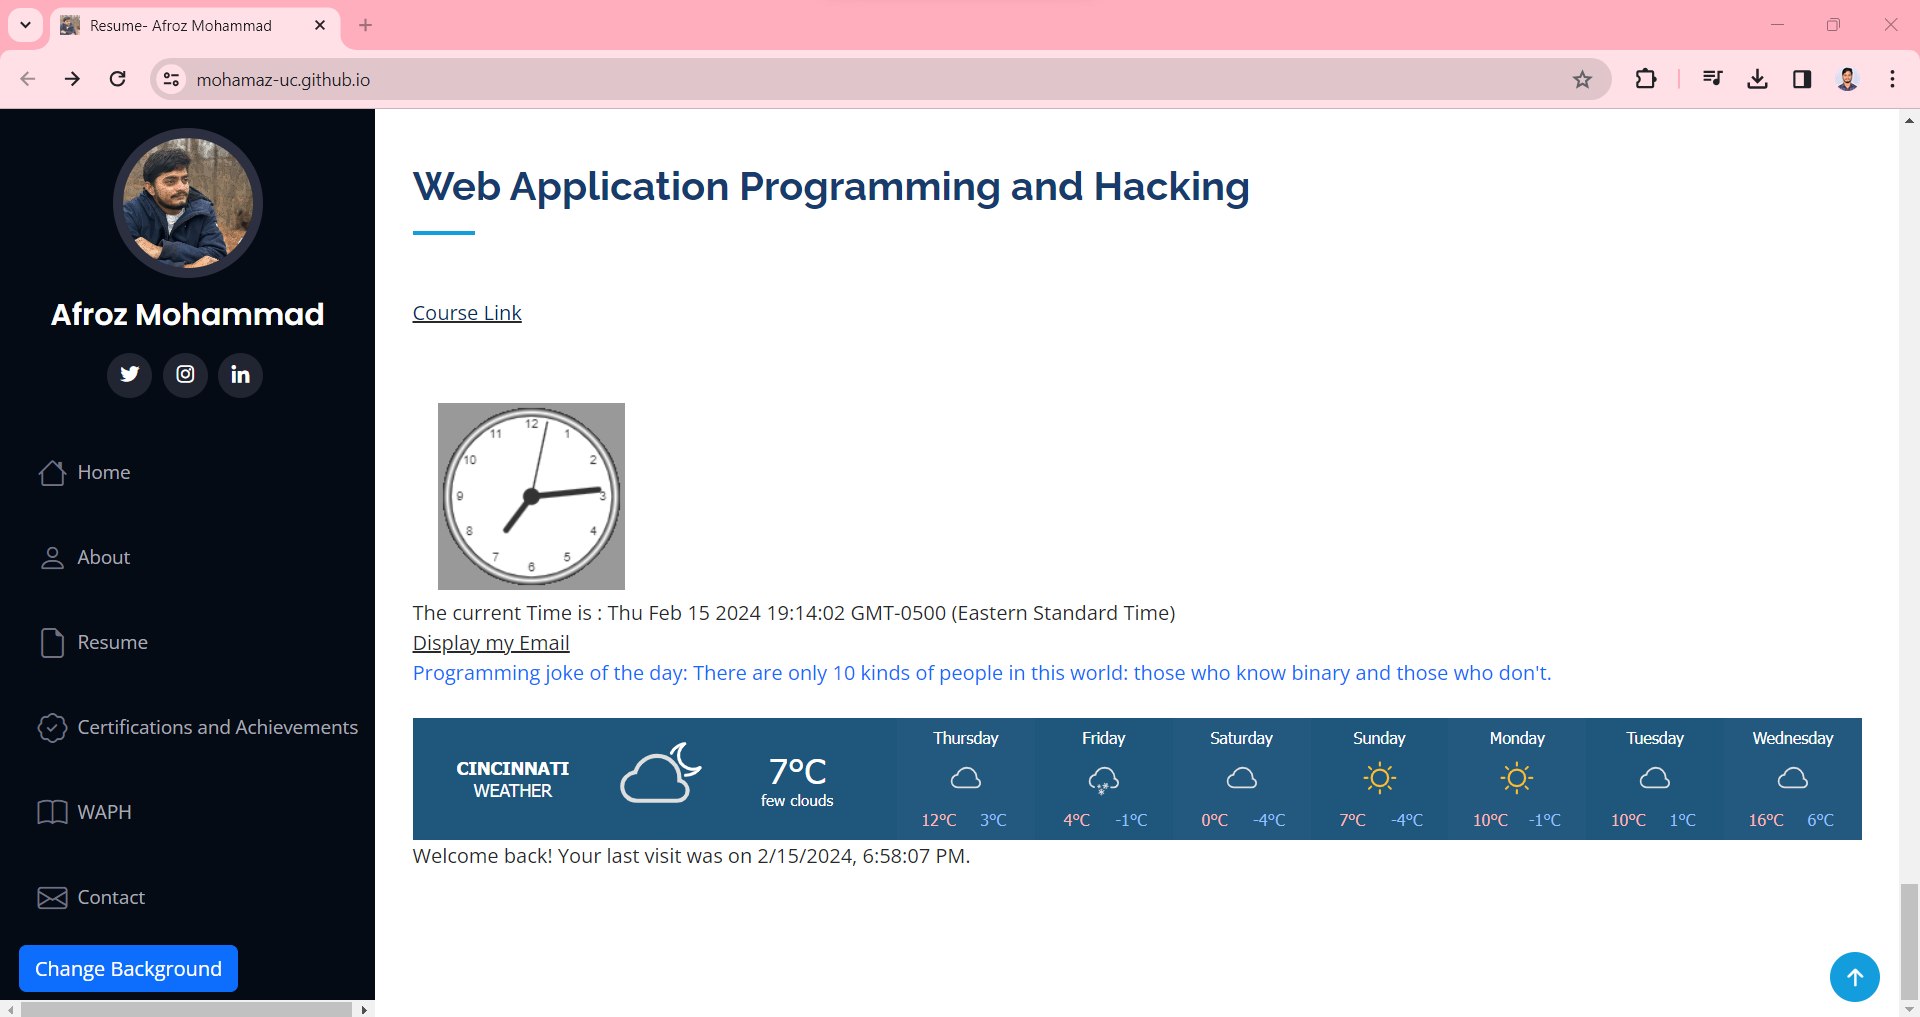 Resume- Afroz Mohammad
mohamaz-uc.github.io
Afroz Mohammad
in
Home
About
Resume
Certifications and Achievements
WAPH
Contact
Change Background
Web Application Programming and Hacking
Course Link
12
11 1
10 2
9 3
8 4
7 5
6
The current Time is : Thu Feb 15 2024 19:14:02 GMT-0500 (Eastern Standard Time)
Display my Email
Programming joke of the day: There are only 10 kinds of people in this world: those who know binary and those who don't.
CINCINNATI
WEATHER
7°C
few clouds
Thursday Friday Saturday Sunday Monday Tuesday Wednesday
12°C 3°C 4°C -1°C 0°C -4°C 7°C -4°C 10°C -1°C 10°C 1°C 16°C 6°C
Welcome back! Your last visit was on 2/15/2024, 6:58:07 PM.